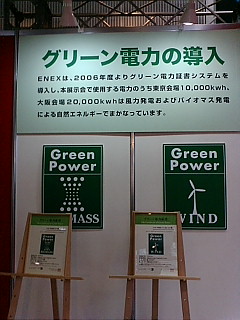 グリーン電力の導入
ENEXは、2006年度よりグリーン電力証書システムを
導入し、本展示会で使用する電力のうち東京会場10,000kwh、
大阪会場20,000kwhは風力発電およびバイオマス発電
による自然エネルギーでまかなっています。
Green
Power
MASS
Green
Power
WIND
Green
Power
Green
Power